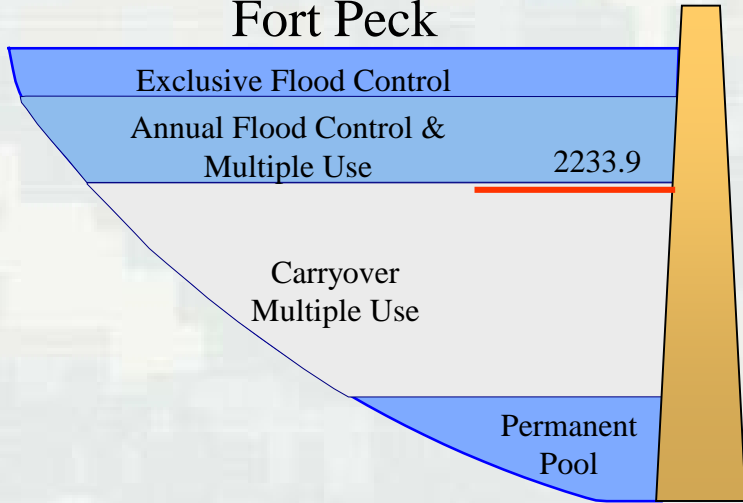 Fort Peck
Exclusive Flood Control
Annual Flood Control &
Multiple Use
2233.9
Carryover
Multiple Use
Permanent
Pool